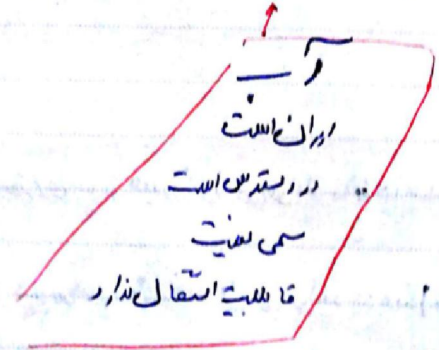 آب
ارزان است
در دسترس است
سمی نیست
قابلیت اشتعال ندارد